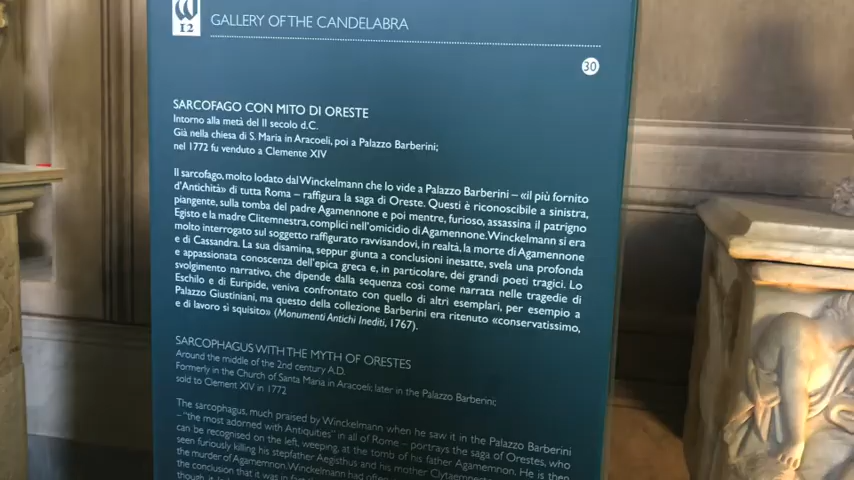 12
GALLERY OF THE CANDELABRA
30
SARCOFAGO CON MITO DI ORESTE
Intorno alla metà del II secolo d.C.
Già nella chiesa di S. Maria in Aracoeli, poi a Palazzo Barberini;
nel 1772 fu venduto a Clemente XIV
Il sarcofago, molto lodato dal Winckelmann che lo vide a Palazzo Barberini – «il più fornito
d'Antichità» di tutta Roma – raffigura la saga di Oreste. Questi è riconoscibile a sinistra,
piangente, sulla tomba del padre Agamennone e poi mentre, furioso, assassina il patrigno
Egisto e la madre Clitemnestra, complici nell'omicidio di Agamennone. Winckelmann si era
molto interrogato sul soggetto raffigurato ravvisandovi, in realtà, la morte di Agamennone
e di Cassandra. La sua disamina, seppur giunta a conclusioni inesatte, svela una profonda
e appassionata conoscenza dell'epica greca e, in particolare, dei grandi poeti tragici. Lo
svolgimento narrativo, che dipende dalla sequenza così come narrata nelle tragedie di
Eschilo e di Euripide, veniva confrontato con quello di altri esemplari, per esempio a
Palazzo Giustiniani, ma questo della collezione Barberini era ritenuto «conservatissimo,
e di lavoro sì squisito» (Monumenti Antichi Inediti, 1767).
SARCOPHAGUS WITH THE MYTH OF ORESTES
Around the middle of the 2nd century A.D.
Formerly in the Church of Santa Maria in Aracoeli; later in the Palazzo Barberini;
sold to Clement XIV in 1772
The sarcophagus, much praised by Winckelmann when he saw it in the Palazzo Barberini
– "the most adorned with Antiquities" in all of Rome – portrays the saga of Orestes, who
can be recognised on the left, weeping, at the tomb of his father Agamemnon. He is then
seen furiously killing his stepfather Aegisthus and his mother
the murder of Agamemnon. Winckelmann had
the conclusion that it was in